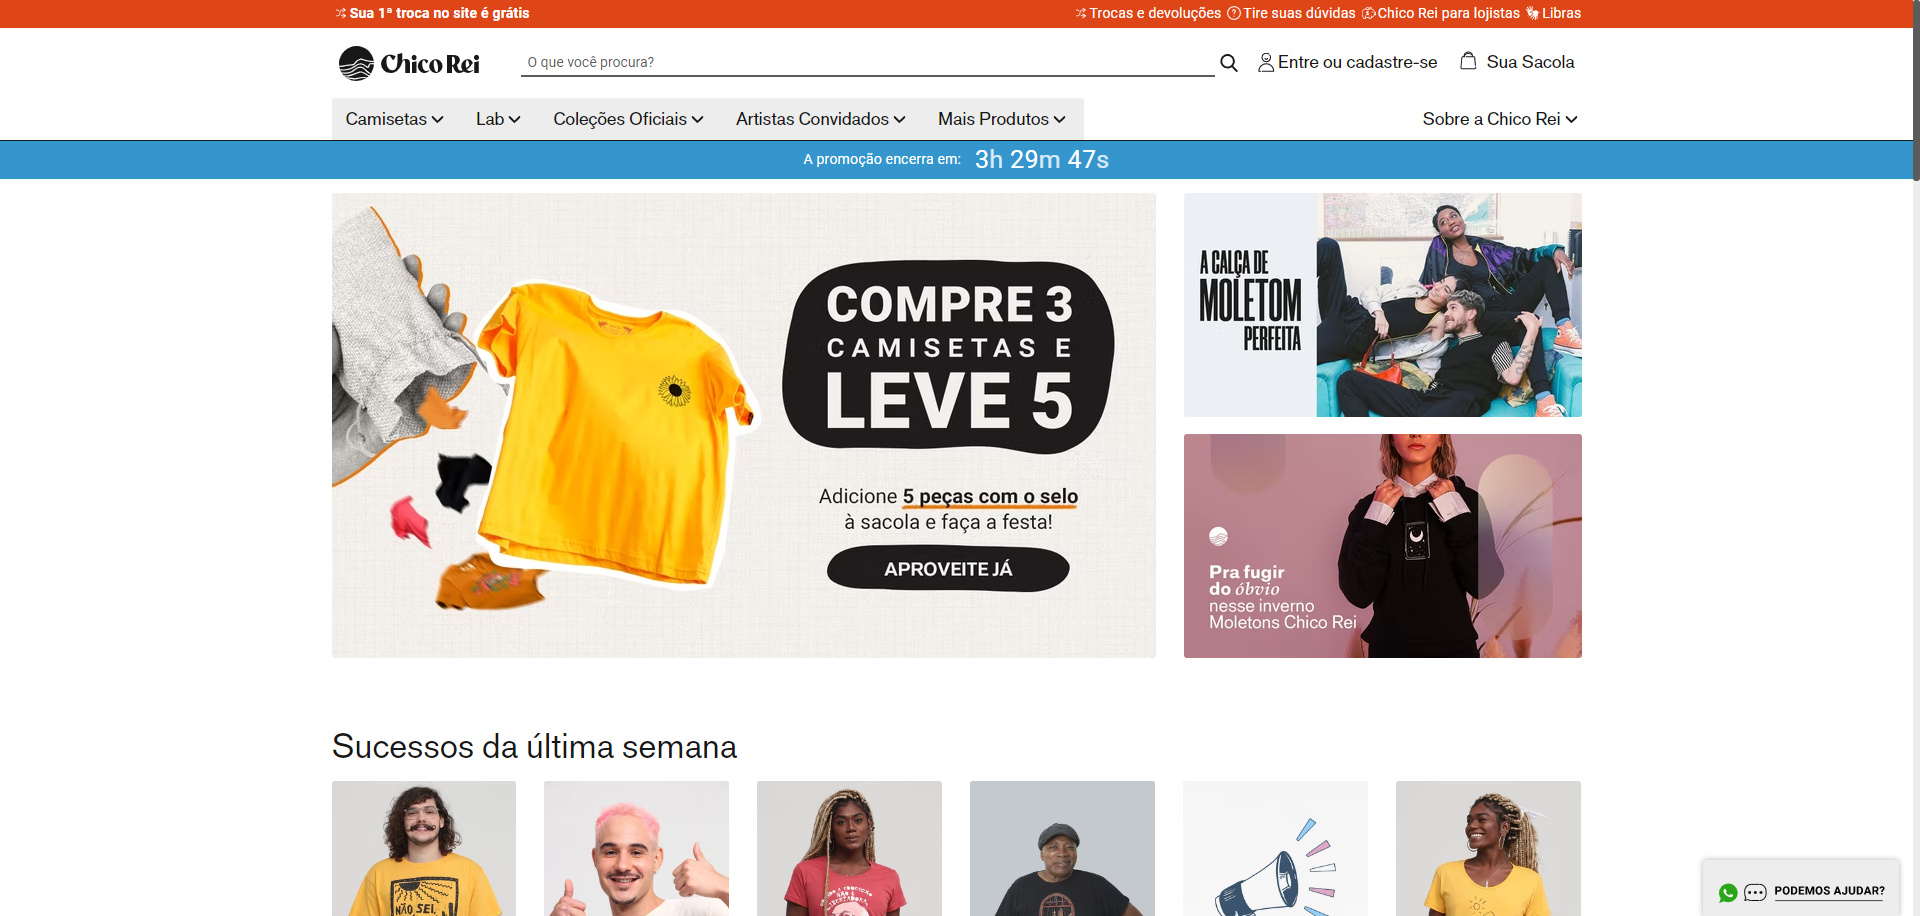 Sua 1ª troca no site é grátis
Trocas e devoluções Tire suas dúvidas Chico Rei para lojistas Libras
Chico Rei
O que você procura?
Entre ou cadastre-se
Sua Sacola
Camisetas Lab Coleções Oficiais Artistas Convidados Mais Produtos
Sobre a Chico Rei
A promoção encerra em: 3h 29m 47s
COMPRE 3
CAMISETAS E
LEVE 5
Adicione 5 peças com o selo
à sacola e faça a festa!
APROVEITE JÁ
A CALÇA DE
MOLETOM
PERFEITA
Pra fugir
do óbvio
nesse inverno
Moletons Chico Rei
Sucessos da última semana
NÃO SEI,
EDUCAÇÃO
NÃO É
LIBERTADORA,
PODEMOS AJUDAR?